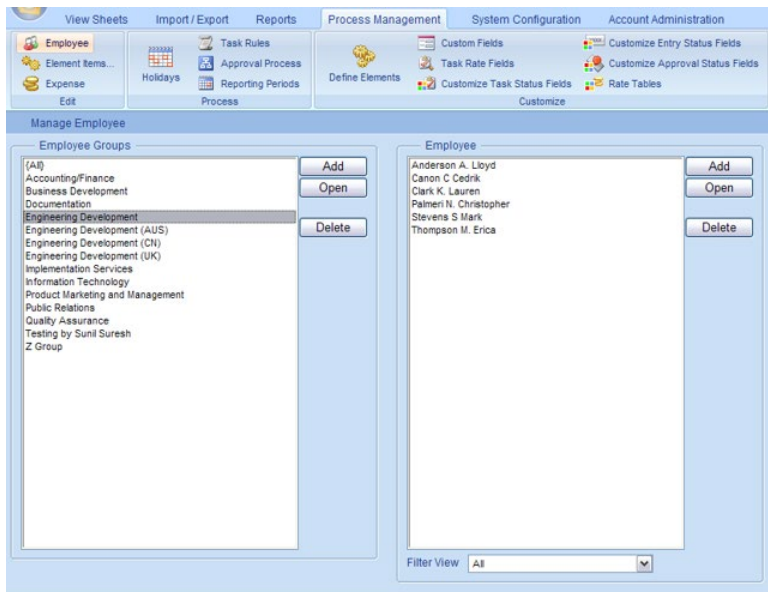 View Sheets Import / Export Reports Process Management System Configuration Account Administration
Employee
Element Items...
Expense
Edit
Holidays
Task Rules
Approval Process
Reporting Periods
Process
Define Elements
Custom Fields
Task Rate Fields
Customize Task Status Fields
Customize Entry Status Fields
Customize Approval Status Fields
Rate Tables
Customize
Manage Employee
Employee Groups
{All}
Accounting/Finance
Business Development
Documentation
Engineering Development
Engineering Development (AUS)
Engineering Development (CN)
Engineering Development (UK)
Implementation Services
Information Technology
Product Marketing and Management
Public Relations
Quality Assurance
Testing by Sunil Suresh
Z Group
Add
Open
Delete
Employee
Anderson A. Lloyd
Canon C Cedrik
Clark K. Lauren
Palmeri N. Christopher
Stevens S Mark
Thompson M. Erica
Add
Open
Delete
Filter View All